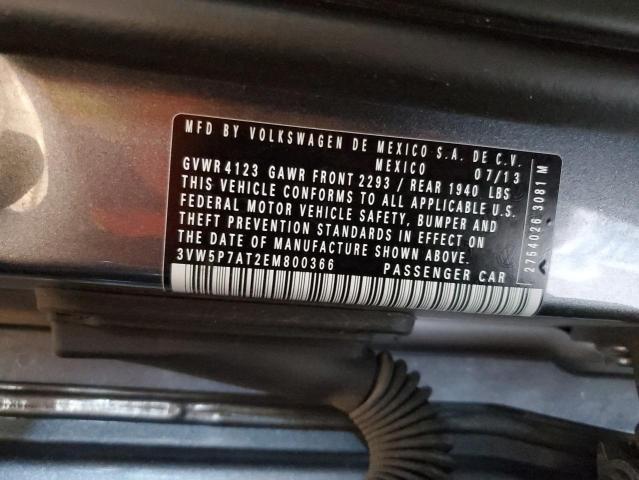 MFD BY VOLKSWAGEN DE MEXICO S.A. DE C.V.
MEXICO 07/13
GVWR 4123 GAWR FRONT 2293 / REAR 1940 LBS
THIS VEHICLE CONFORMS TO ALL APPLICABLE U.S.
FEDERAL MOTOR VEHICLE SAFETY, BUMPER AND
THEFT PREVENTION STANDARDS IN EFFECT ON
THE DATE OF MANUFACTURE SHOWN ABOVE.
3VW5P7AT2EM800366 PASSENGER CAR
2764026 3081 M